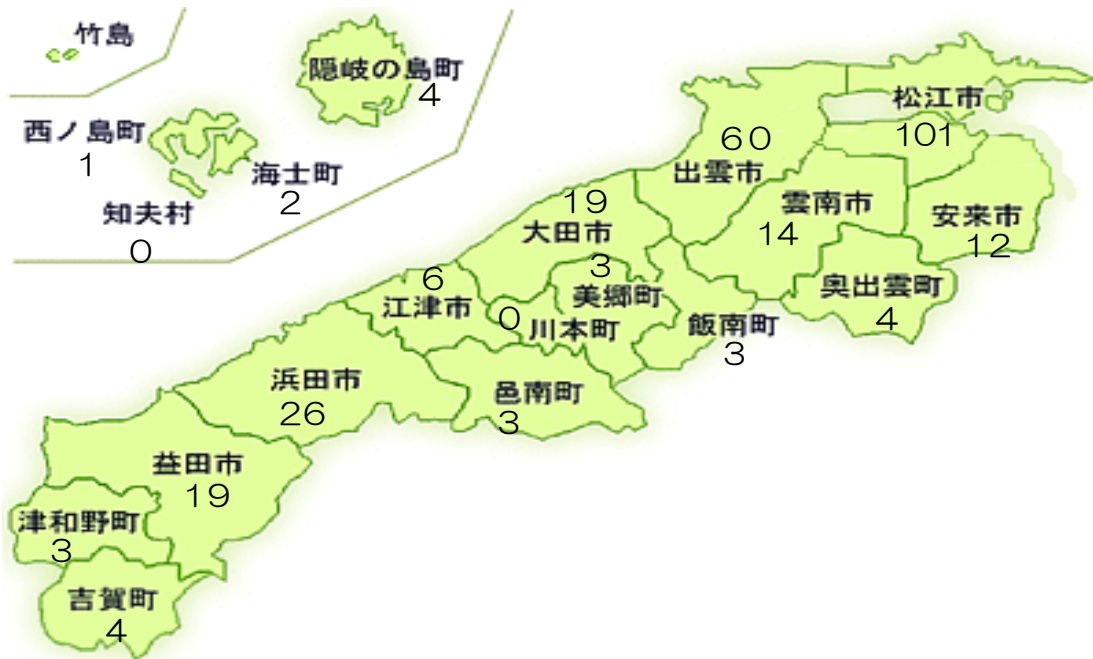 竹島
隠岐の島町
4
西ノ島町
1
海士町
2
知夫村
0
松江市
101
60
出雲市
雲南市
14
安来市
12
19
大田市
奥出雲町
4
3
美郷町
6
江津市
0
川本町
飯南町
3
浜田市
26
邑南町
3
益田市
19
津和野町
3
吉賀町
4